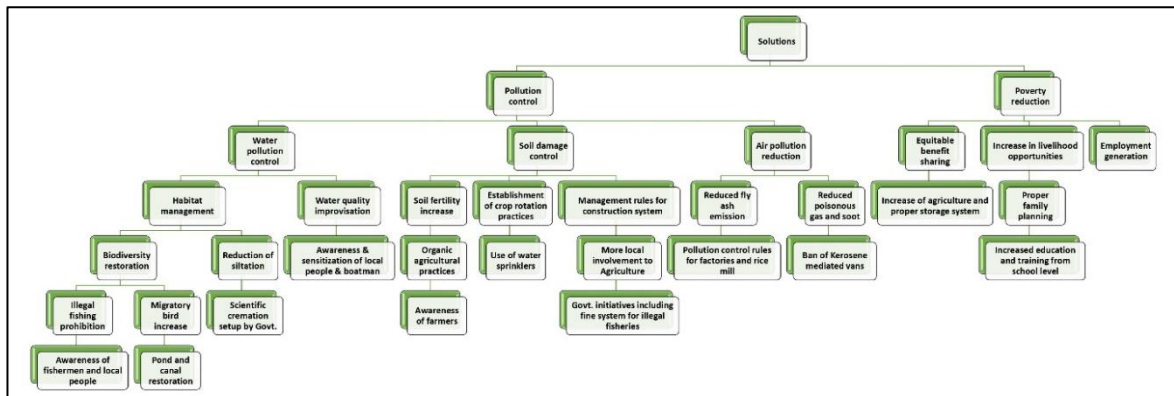 Solutions
Pollution
control
Poverty
reduction
Water
pollution
control
Soil damage
control
Air pollution
reduction
Equitable
benefit
sharing
Increase in livelihood
opportunities
Employment
generation
Habitat
management
Water quality
improvisation
Soil fertility
increase
Establishment
of crop rotation
practices
Management rules for
construction system
Reduced fly
ash
emission
Reduced
poisonous
gas and soot
Increase of agriculture and
proper storage system
Proper
family
planning
Biodiversity
restoration
Reduction of
siltation
Awareness &
sensitization of local
people & boatman
Organic
agricultural
practices
Use of water
sprinklers
More local
involvement to
Agriculture
Pollution control rules
for factories and rice
mill
Ban of Kerosene
mediated vans
Increased education
and training from
school level
Illegal
fishing
prohibition
Migratory
bird
increase
Scientific
cremation
setup by Govt.
Awareness
of farmers
Govt. initiatives including
fine system for illegal
fisheries
Awareness of
fishermen and local
people
Pond and
canal
restoration